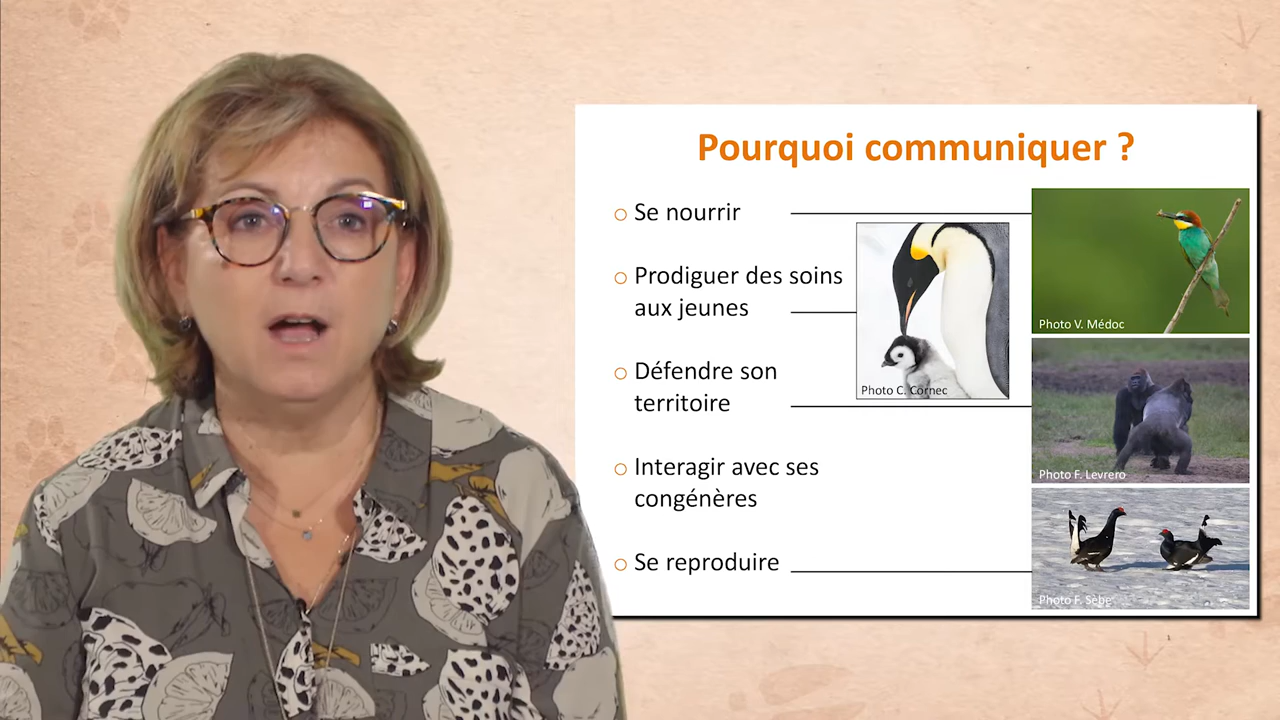 Pourquoi communiquer ?
Se nourrir
Prodiguer des soins
aux jeunes
Défendre son
territoire
Interagir avec ses
congénères
Se reproduire
Photo V. Médoc
Photo C. Cornec
Photo F. Levrero
Photo F. Sèbe